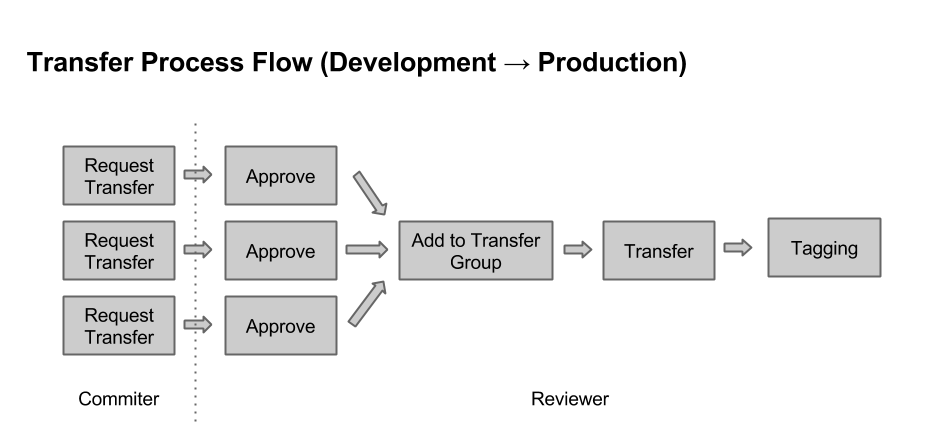 Transfer Process Flow (Development → Production)
Request
Transfer
Approve
Request
Transfer
Approve
Add to Transfer
Group
Transfer
Tagging
Request
Transfer
Approve
Commiter
Reviewer